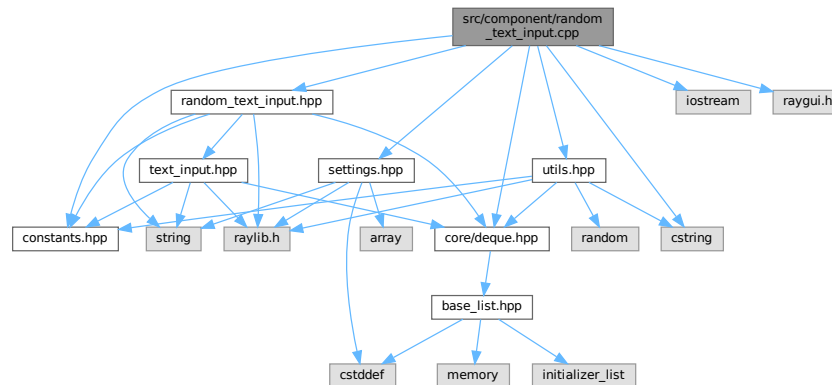 src/component/random
_text_input.cpp
random_text_input.hpp
iostream
raygui.h
text_input.hpp
settings.hpp
utils.hpp
constants.hpp
string
raylib.h
array
core/deque.hpp
random
cstring
base_list.hpp
cstddef
memory
initializer_list